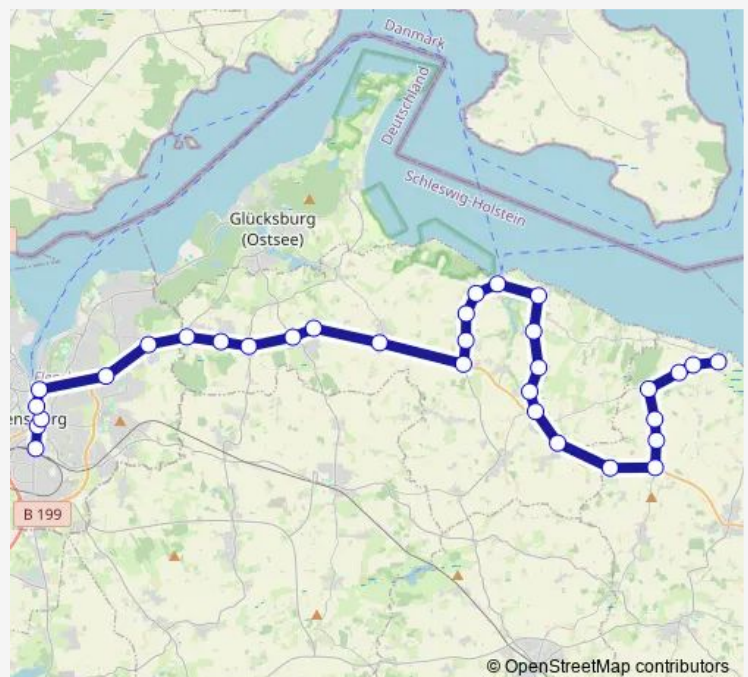 Danmark
Deutschland
Schleswig-Holstein
Glücksburg
(Ostsee)
B 199
© OpenStreetMap contributors